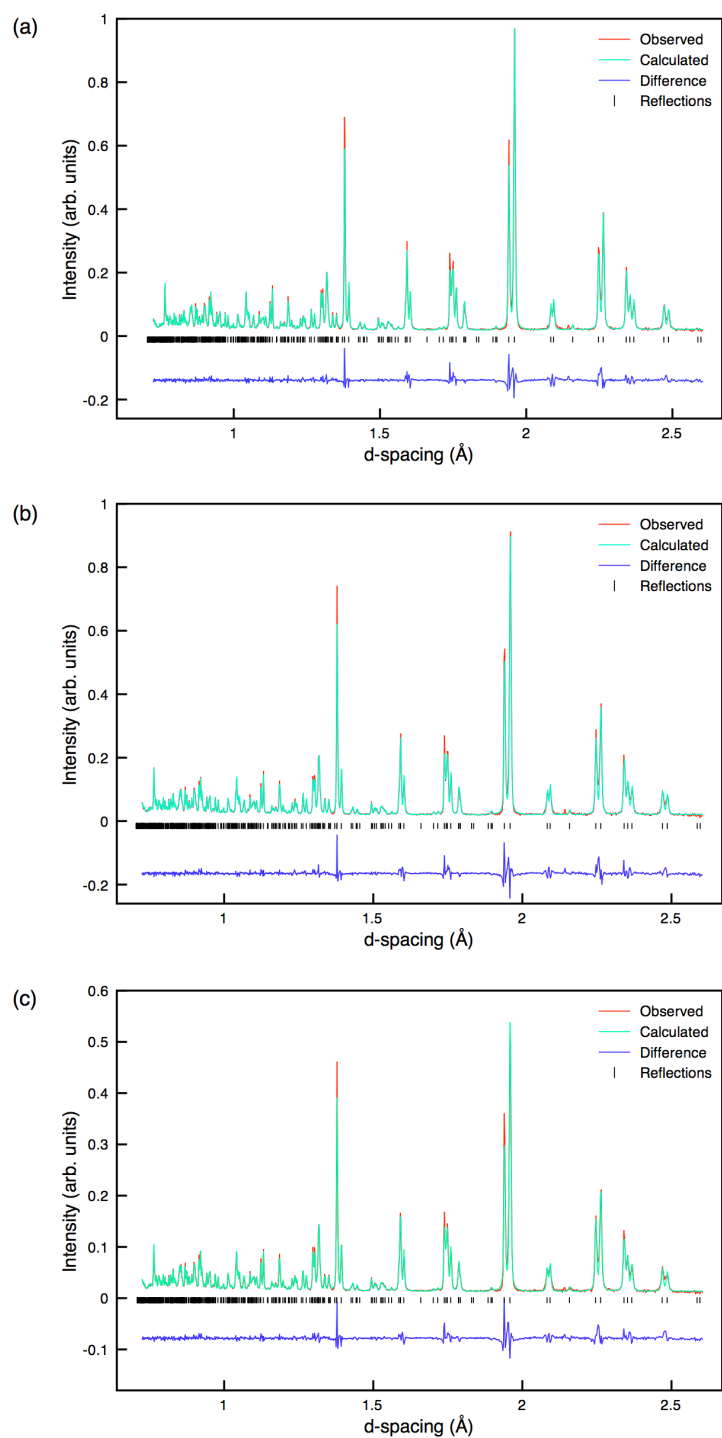 (a)
Intensity (arb. units)
1
0.8
0.6
0.4
0.2
0
-0.2
Observed
Calculated
Difference
Reflections
1 1.5 2 2.5
d-spacing (Å)
(b)
Intensity (arb. units)
1
0.8
0.6
0.4
0.2
0
-0.2
Observed
Calculated
Difference
Reflections
1 1.5 2 2.5
d-spacing (Å)
(c)
Intensity (arb. units)
0.6
0.5
0.4
0.3
0.2
0.1
0
-0.1
Observed
Calculated
Difference
Reflections
1 1.5 2 2.5
d-spacing (Å)